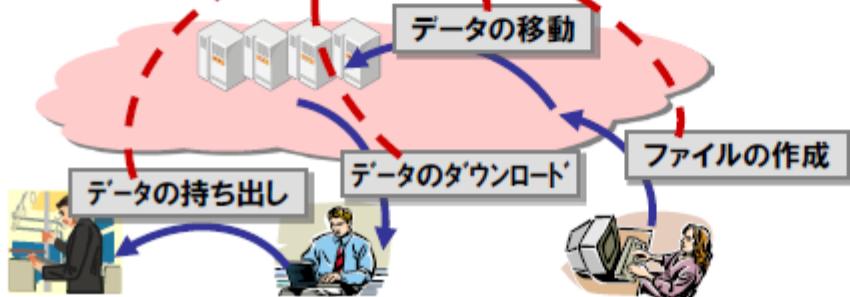 データの移動
ファイルの作成
データのダウンロード
データの持ち出し